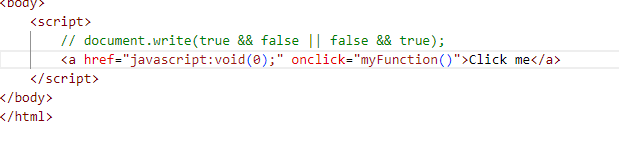 <body>
<script>
// document.write(true && false || false && true);
<a href="javascript:void(0);" onclick="myFunction()">Click me</a>
</script>
</body>
</html>